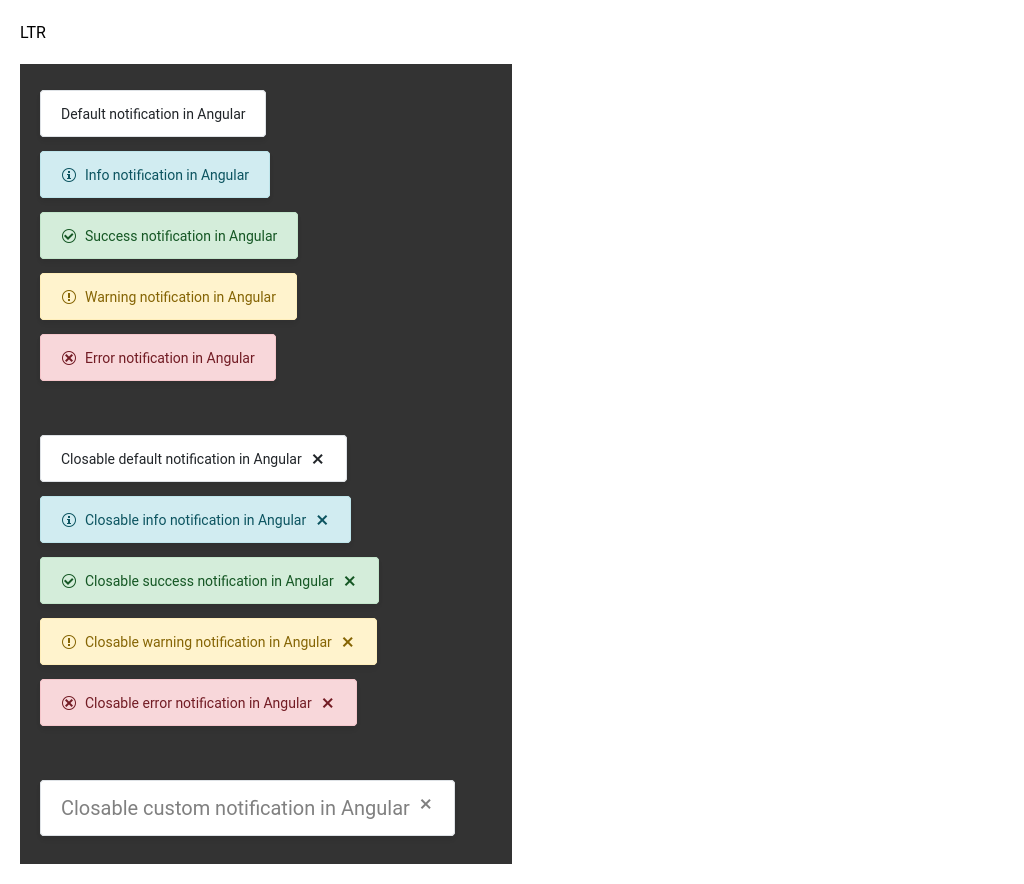 LTR
Default notification in Angular
Info notification in Angular
Success notification in Angular
Warning notification in Angular
Error notification in Angular
Closable default notification in Angular
Closable info notification in Angular
Closable success notification in Angular
Closable warning notification in Angular
Closable error notification in Angular
Closable custom notification in Angular